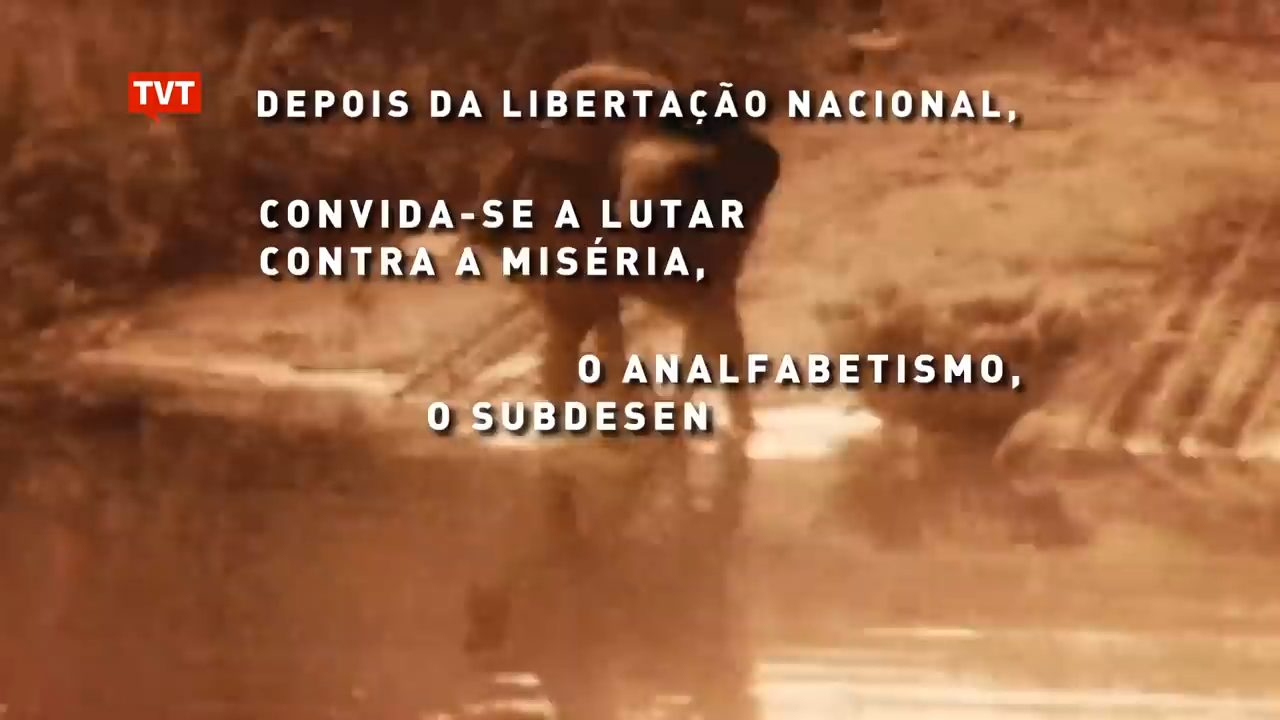 TVT
DEPOIS DA LIBERTAÇÃO NACIONAL,
CONVIDA-SE A LUTAR
CONTRA A MISÉRIA,
O ANALFABETISMO,
O SUBDESEN